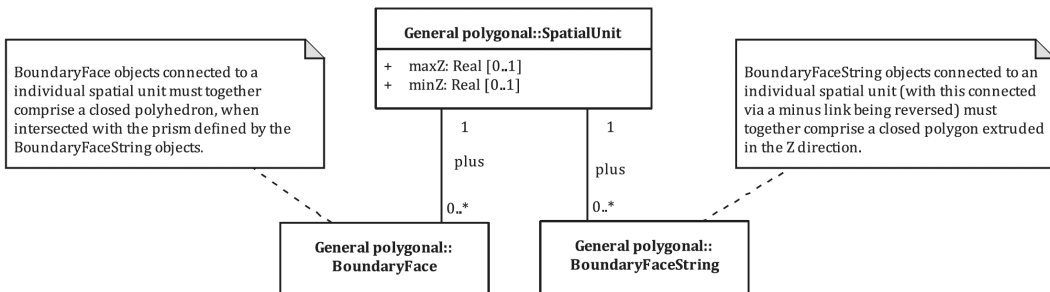 General polygonal::SpatialUnit
+ maxZ: Real [0..1]
+ minZ: Real [0..1]
BoundaryFace objects connected to a
individual spatial unit must together
comprise a closed polyhedron, when
intersected with the prism defined by the
BoundaryFaceString objects.
BoundaryFaceString objects connected to an
individual spatial unit (with this connected
via a minus link being reversed) must
together comprise a closed polygon extruded
in the Z direction.
1
plus
0..*
1
plus
0..*
General polygonal::
BoundaryFace
General polygonal::
BoundaryFaceString